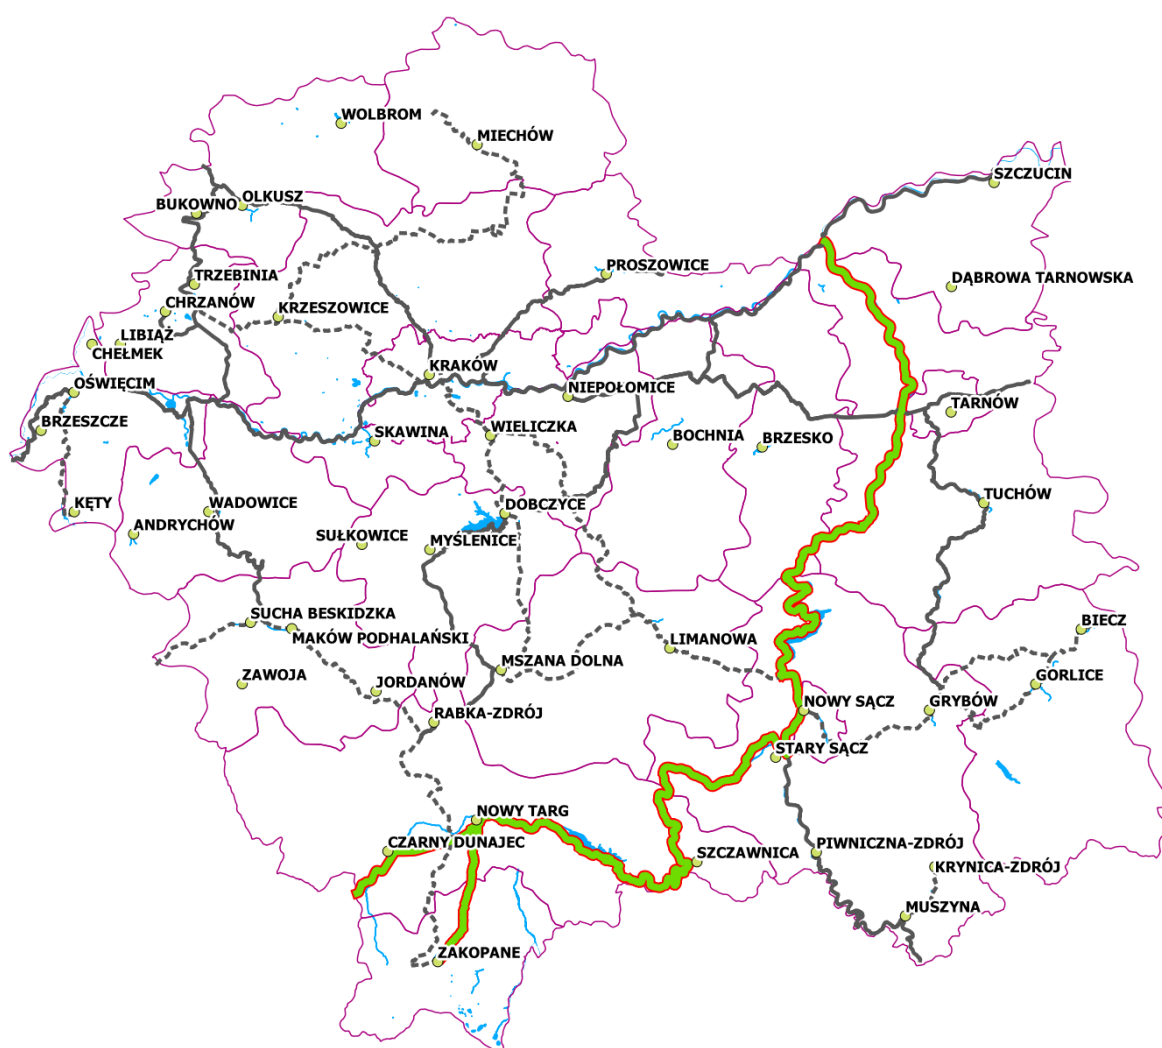 WOLBROM
MIECHÓW
SZCZUCIN
OLKUSZ
BUKOWNO
PROSZOWICE
TRZEBINIA
DĄBROWA TARNOWSKA
CHRZANÓW
KRZESZOWICE
LIBIĄŻ
CHEŁMEK
KRAKÓW
OŚWIĘCIM
NIEPOŁOMICE
TARNÓW
BRZESZCZE
SKAWINA
WIELICZKA
BOCHNIA
BRZESKO
KĘTY
WADOWICE
DOBCZYCE
TUCHÓW
ANDRYCHÓW
SUŁKOWICE
MYŚLENICE
SUCHA BESKIDZKA
MAKÓW PODHALAŃSKI
LIMANOWA
BIECZ
ZAWOJA
MSZANA DOLNA
GORLICE
JORDANÓW
RABKA-ZDRÓJ
NOWY SĄCZ
GRYBÓW
STARY SĄCZ
NOWY TARG
CZARNY DUNAJEC
SZCZAWNICA
PIWNICZNA-ZDRÓJ
KRYNICA-ZDRÓJ
MUSZYNA
ZAKOPANE